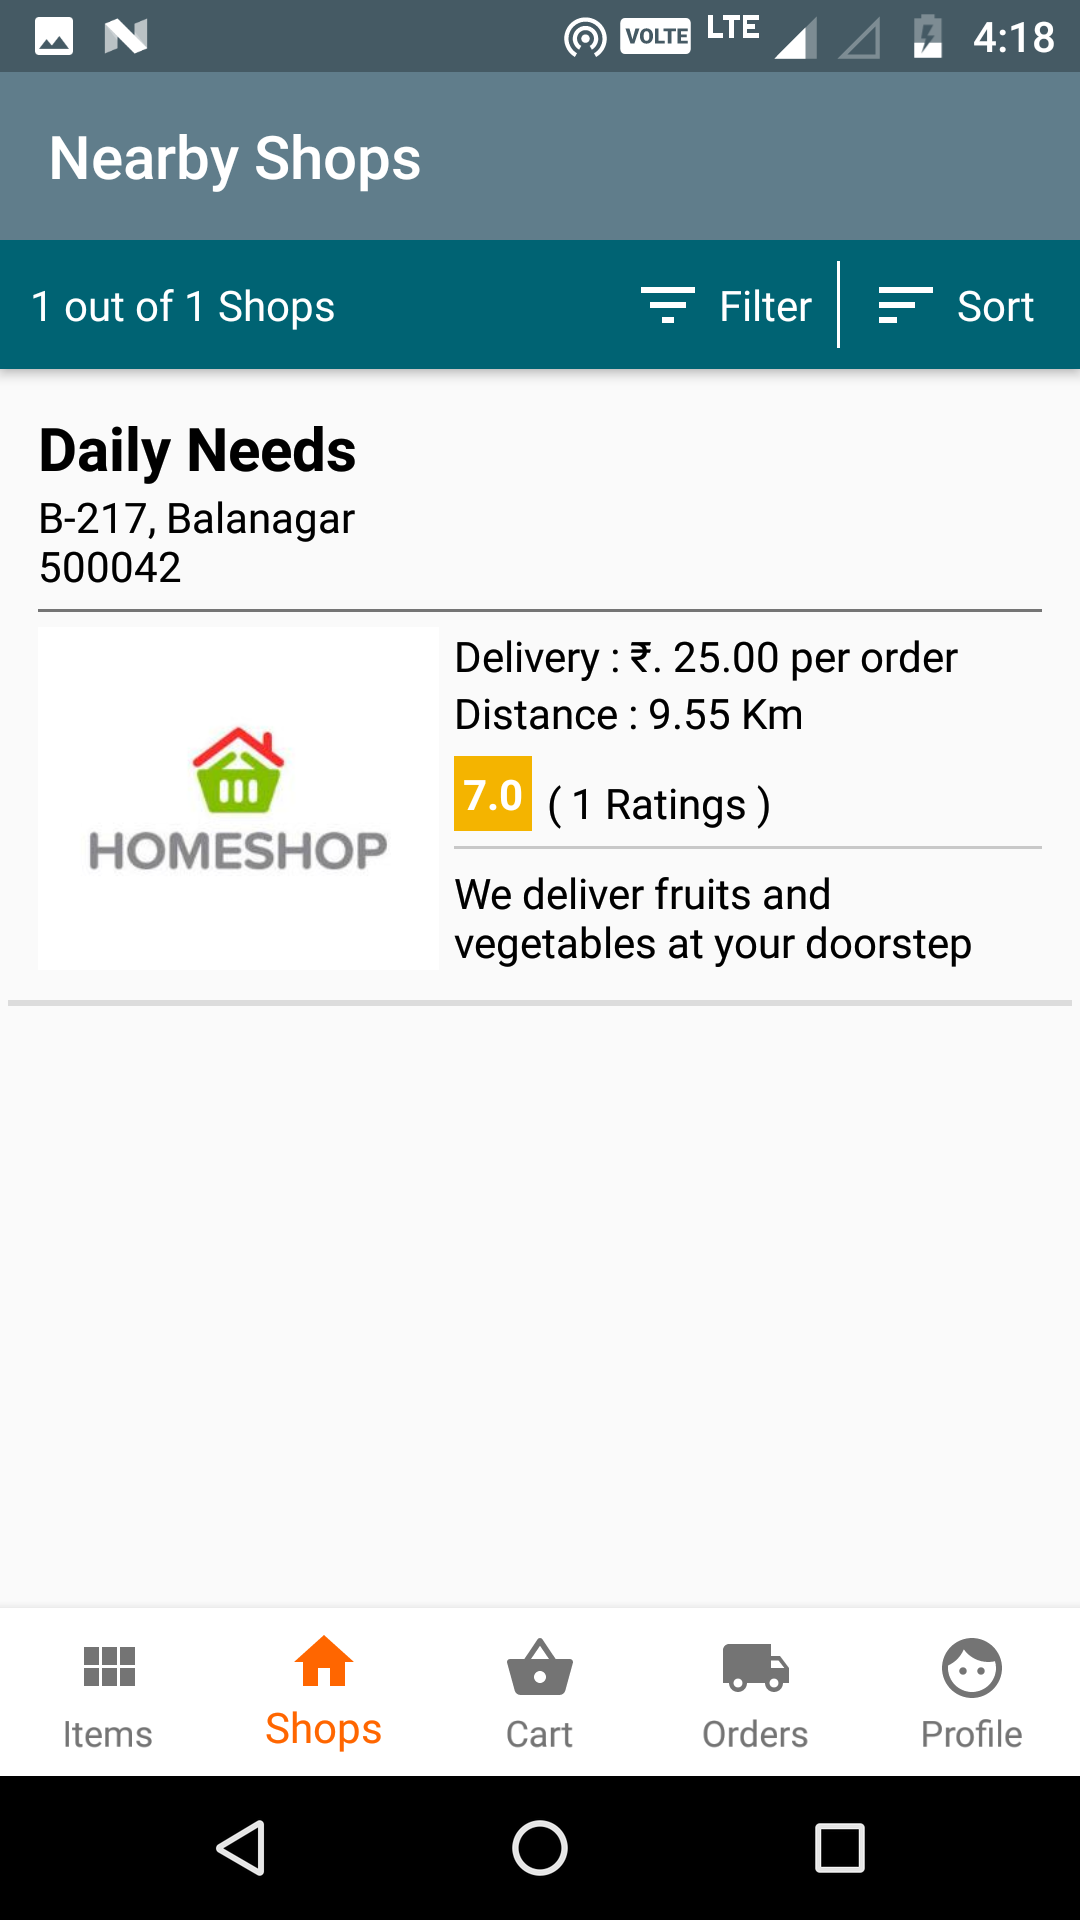 VOLTE LTE 4:18
Nearby Shops
1 out of 1 Shops Filter Sort
Daily Needs
B-217, Balanagar
500042
HOMESHOP
Delivery : ₹. 25.00 per order
Distance : 9.55 Km
7.0 ( 1 Ratings )
We deliver fruits and
vegetables at your doorstep
Items Shops Cart Orders Profile